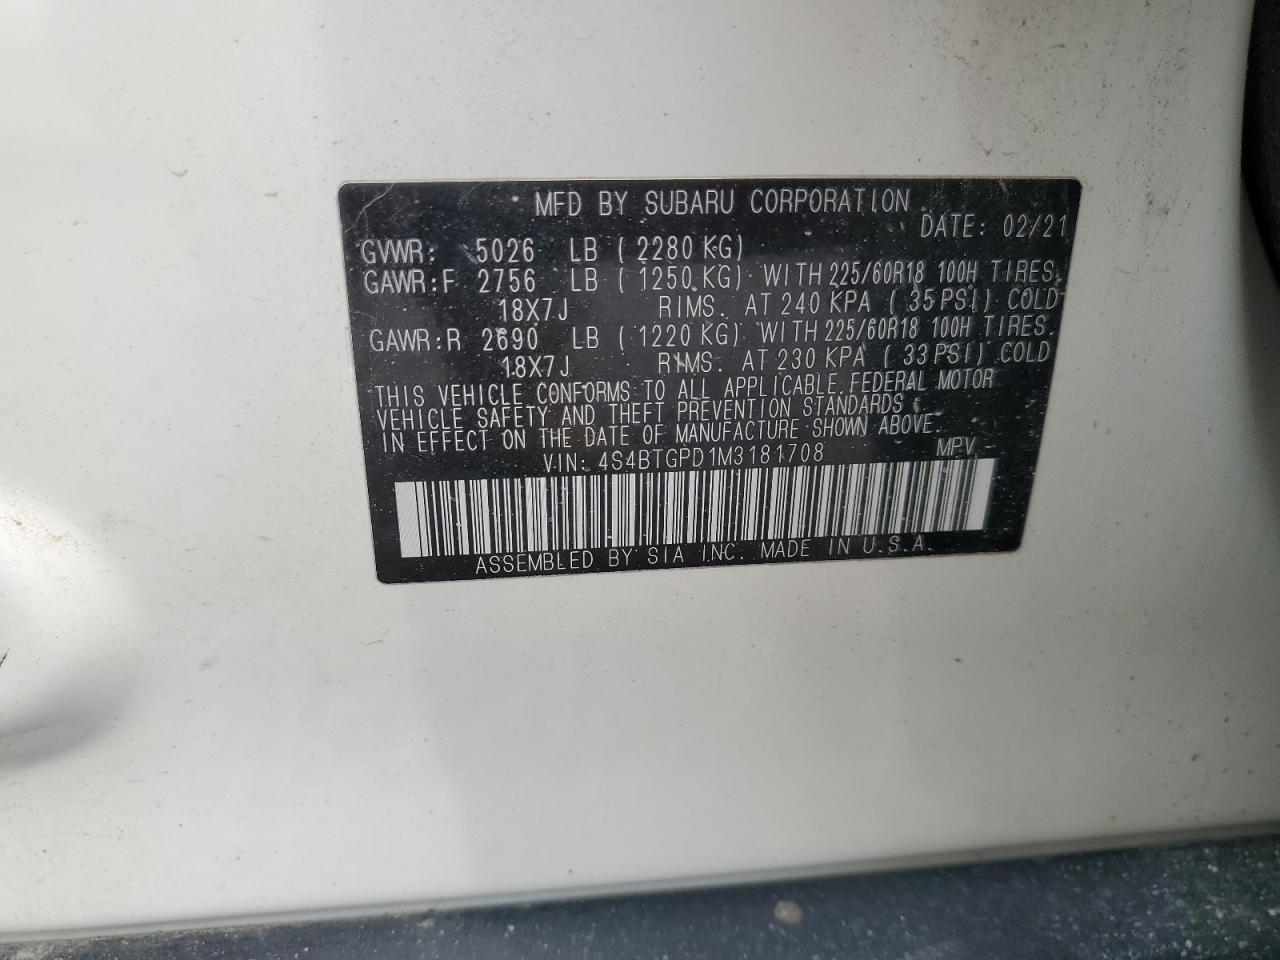 MFD BY SUBARU CORPORATION
DATE: 02/21
GVWR: 5026 LB ( 2280 KG)
GAWR:F 2756 LB ( 1250 KG) WITH 225/60R18 100H TIRES.
18X7J RIMS. AT 240 KPA ( 35 PSI) COLD
GAWR:R 2690 LB ( 1220 KG) WITH 225/60R18 100H TIRES.
18X7J RIMS. AT 230 KPA ( 33 PSI) COLD
THIS VEHICLE CONFORMS TO ALL APPLICABLE FEDERAL MOTOR
VEHICLE SAFETY AND THEFT PREVENTION STANDARDS
IN EFFECT ON THE DATE OF MANUFACTURE SHOWN ABOVE.
VIN: 4S4BTGPD1M3181708 MPV
ASSEMBLED BY SIA INC. MADE IN U.S.A.